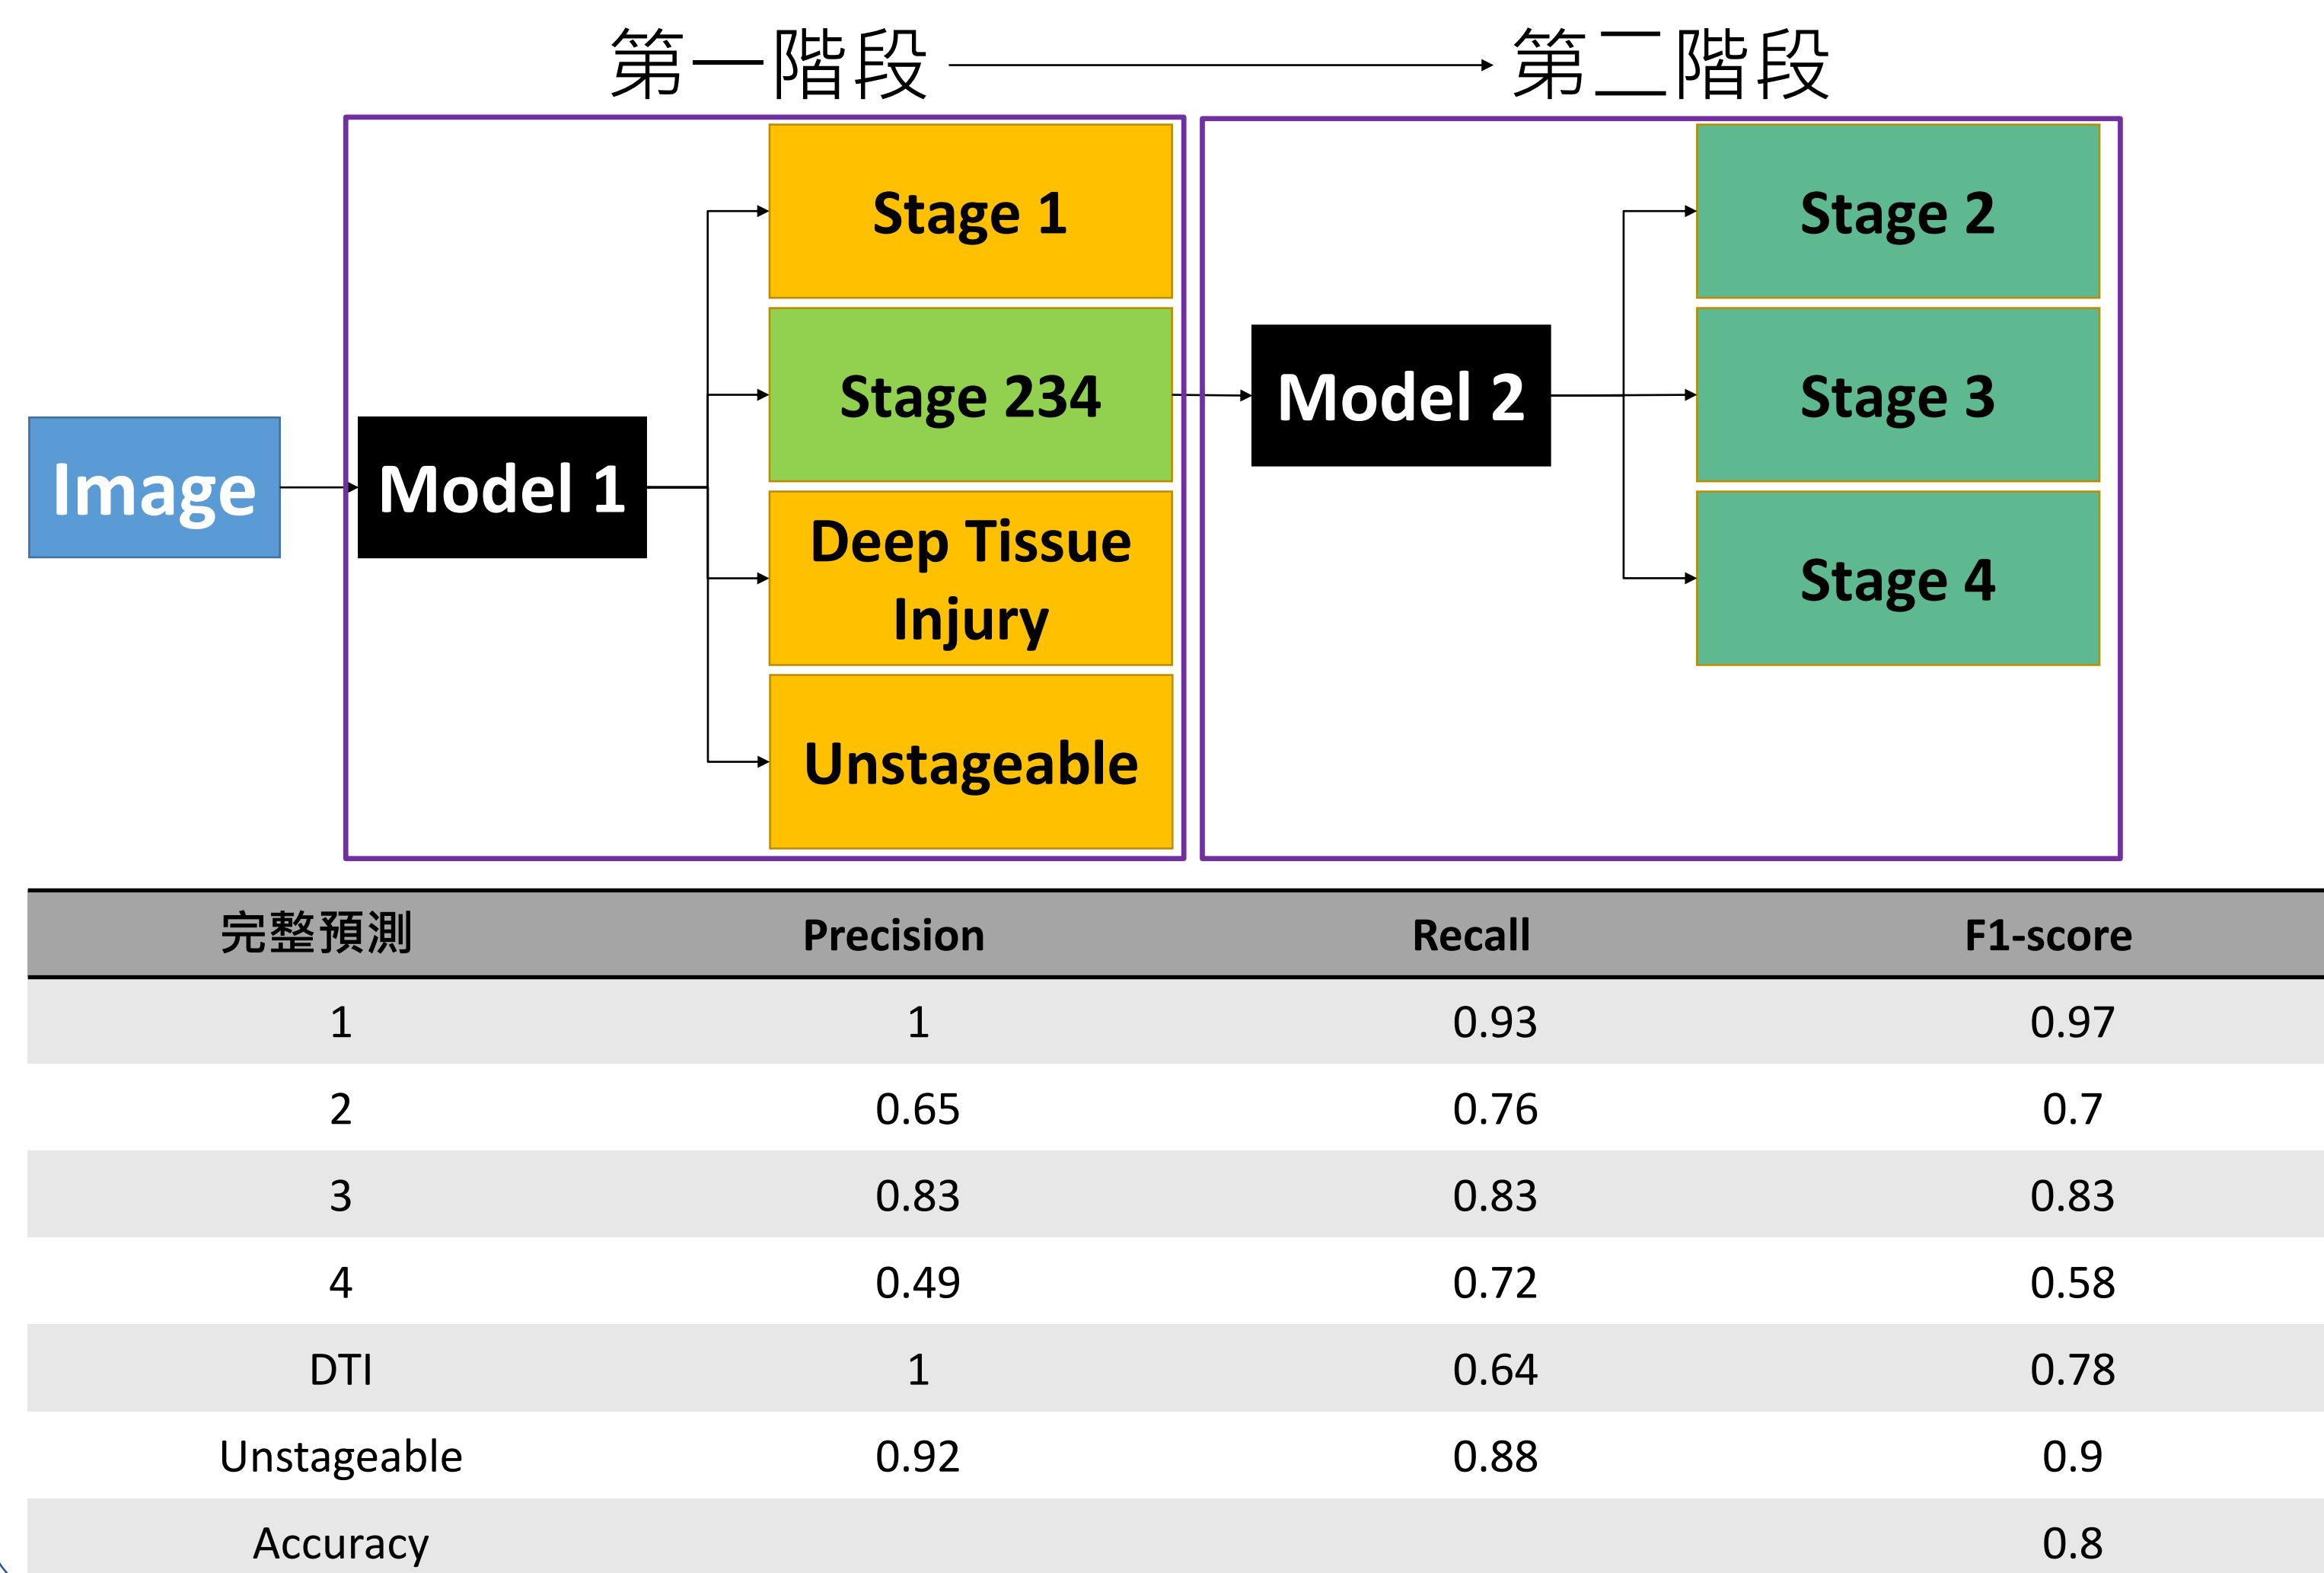 第一階段
第二階段
Image
Model 1
Stage 1
Stage 234
Deep Tissue
Injury
Unstageable
Model 2
Stage 2
Stage 3
Stage 4
完整預測 Precision Recall F1-score
1 1 0.93 0.97
2 0.65 0.76 0.7
3 0.83 0.83 0.83
4 0.49 0.72 0.58
DTI 1 0.64 0.78
Unstageable 0.92 0.88 0.9
Accuracy 0.8